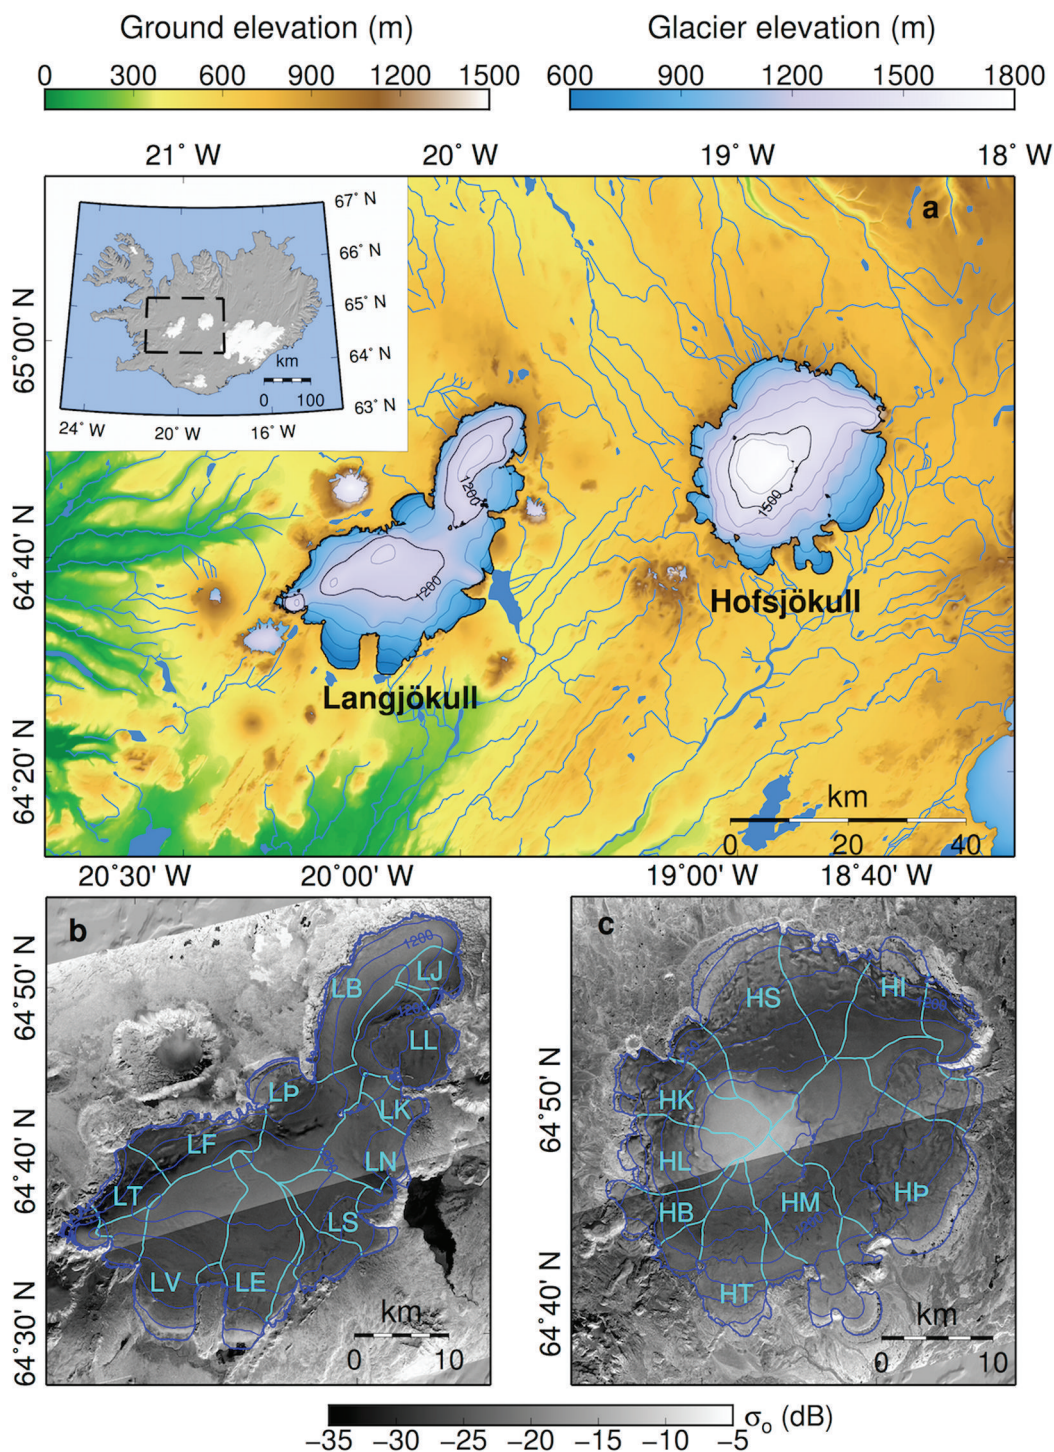 Ground elevation (m)
Glacier elevation (m)
0 300 600 900 1200 1500
600 900 1200 1500 1800
21° W 20° W 19° W 18° W
a
67° N
66° N
65° N
64° N
63° N
km
0 100
24° W 20° W 16° W
65°00' N
64°40' N
64°20' N
1200
1200
1500
Hofsjökull
Langjökull
km
0 20 40
20°30' W 20°00' W
19°00' W 18°40' W
b
1200
LJ
LB
1200
LL
LÞ
LK
LF
LN
LT
LS
LV
LE
km
0 10
64°50' N
64°40' N
64°30' N
c
HS
HI
1200
HK
HL
HB
HM
HÞ
HT
km
0 10
64°50' N
64°40' N
−35 −30 −25 −20 −15 −10 −5
σo (dB)